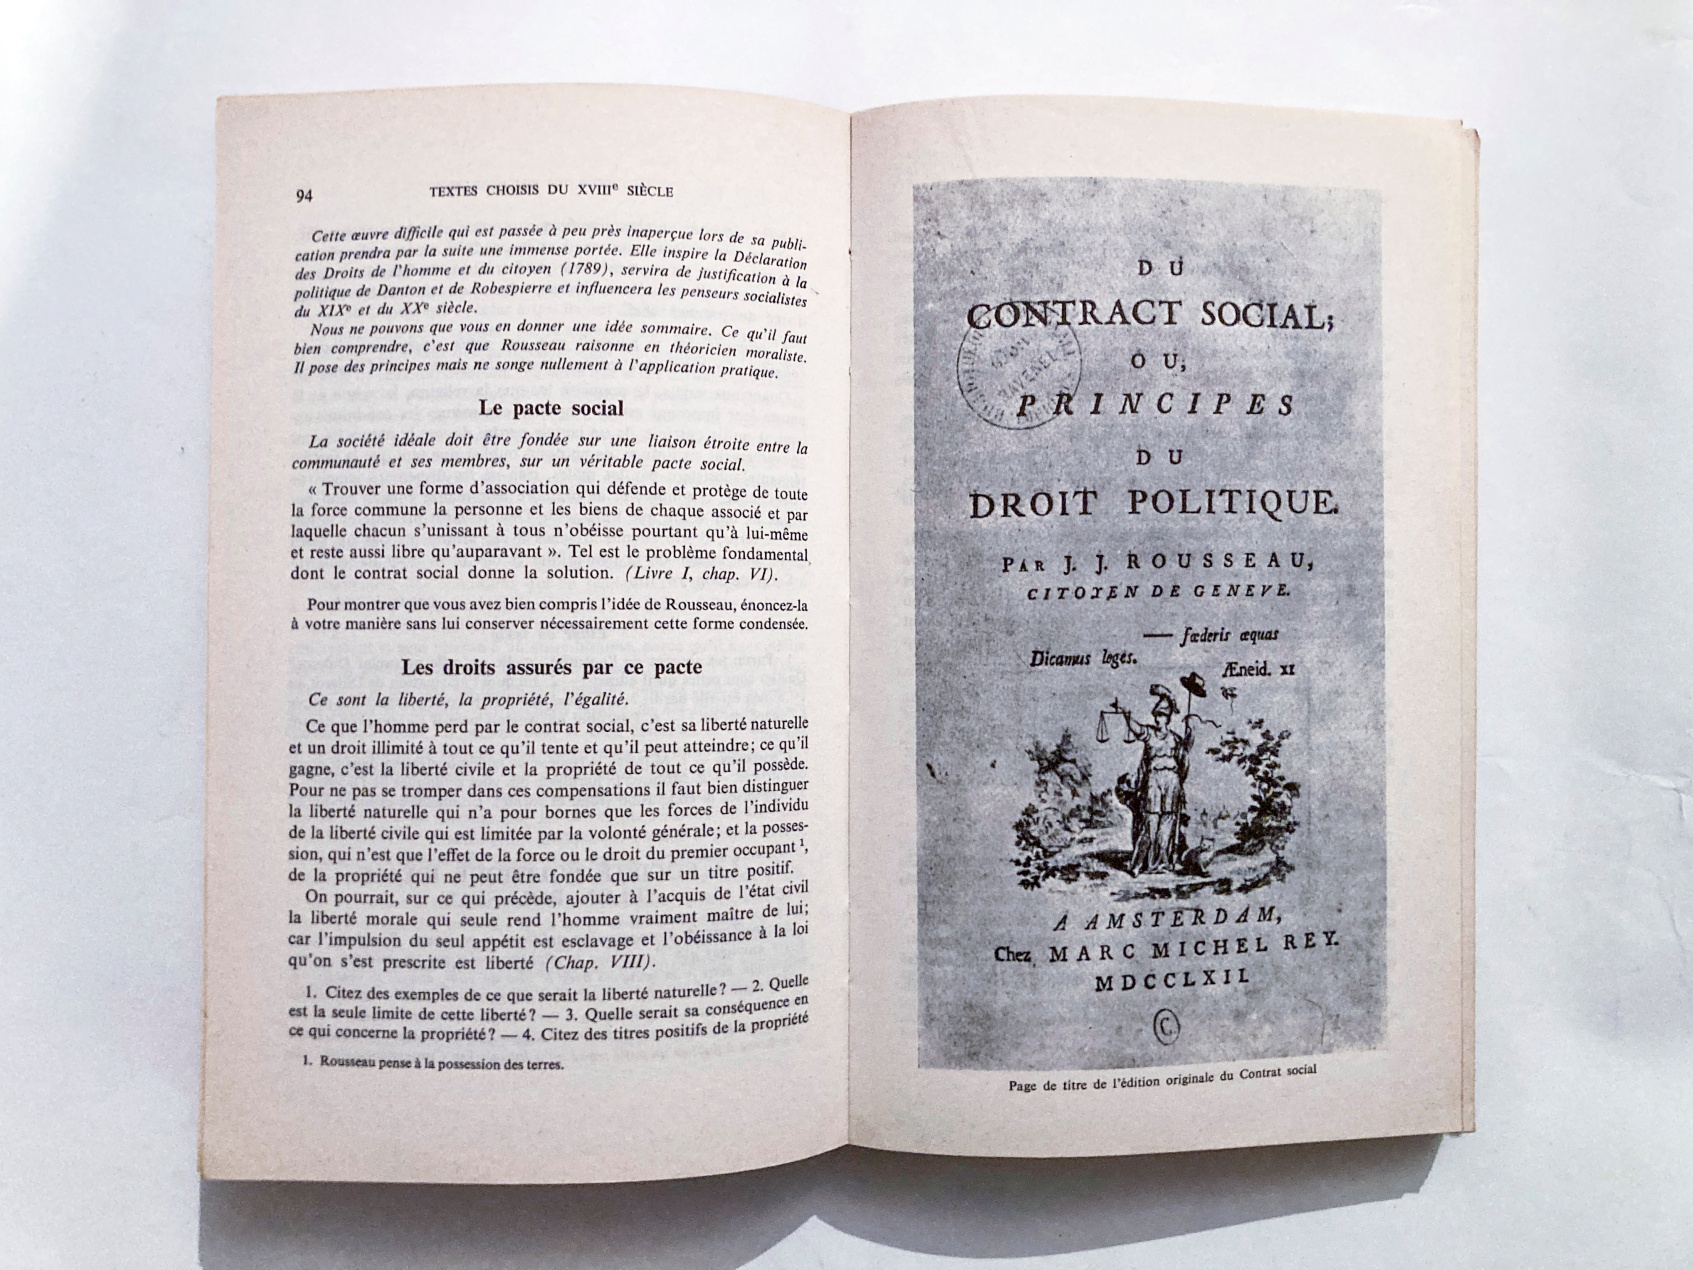 94
TEXTES CHOISIS DU XVIIIe SIÈCLE
Cette œuvre difficile qui est passée à peu près inaperçue lors de sa publi-
cation prendra par la suite une immense portée. Elle inspire la Déclaration
des Droits de l'homme et du citoyen (1789), servira de justification à la
politique de Danton et de Robespierre et influencera les penseurs socialistes
du XIXe et du XXe siècle.
Nous ne pouvons que vous en donner une idée sommaire. Ce qu'il faut
bien comprendre, c'est que Rousseau raisonne en théoricien moraliste.
Il pose des principes mais ne songe nullement à l'application pratique.
Le pacte social
La société idéale doit être fondée sur une liaison étroite entre la
communauté et ses membres, sur un véritable pacte social.
« Trouver une forme d'association qui défende et protège de toute
la force commune la personne et les biens de chaque associé et par
laquelle chacun s'unissant à tous n'obéisse pourtant qu'à lui-même
et reste aussi libre qu'auparavant ». Tel est le problème fondamental
dont le contrat social donne la solution. (Livre I, chap. VI).
Pour montrer que vous avez bien compris l'idée de Rousseau, énoncez-la
à votre manière sans lui conserver nécessairement cette forme condensée.
Les droits assurés par ce pacte
Ce sont la liberté, la propriété, l'égalité.
Ce que l'homme perd par le contrat social, c'est sa liberté naturelle
et un droit illimité à tout ce qu'il tente et qu'il peut atteindre; ce qu'il
gagne, c'est la liberté civile et la propriété de tout ce qu'il possède.
Pour ne pas se tromper dans ces compensations il faut bien distinguer
la liberté naturelle qui n'a pour bornes que les forces de l'individu
de la liberté civile qui est limitée par la volonté générale; et la posses-
sion, qui n'est que l'effet de la force ou le droit du premier occupant 1,
de la propriété qui ne peut être fondée que sur un titre positif.
On pourrait, sur ce qui précède, ajouter à l'acquis de l'état civil
la liberté morale qui seule rend l'homme vraiment maître de lui;
car l'impulsion du seul appétit est esclavage et l'obéissance à la loi
qu'on s'est prescrite est liberté (Chap. VIII).
1. Citez des exemples de ce que serait la liberté naturelle? — 2. Quelle
est la seule limite de cette liberté? — 3. Quelle serait sa conséquence en
ce qui concerne la propriété? — 4. Citez des titres positifs de la propriété
1. Rousseau pense à la possession des terres.
DU
CONTRACT SOCIAL;
OU,
PRINCIPES
DU
DROIT POLITIQUE.
PAR J. J. ROUSSEAU,
CITOYEN DE GENEVE.
— fœderis æquas
Dicamus leges.
Æneid. XI
A AMSTERDAM,
Chez MARC MICHEL REY.
MDCCLXII
C
Page de titre de l'édition originale du Contrat social